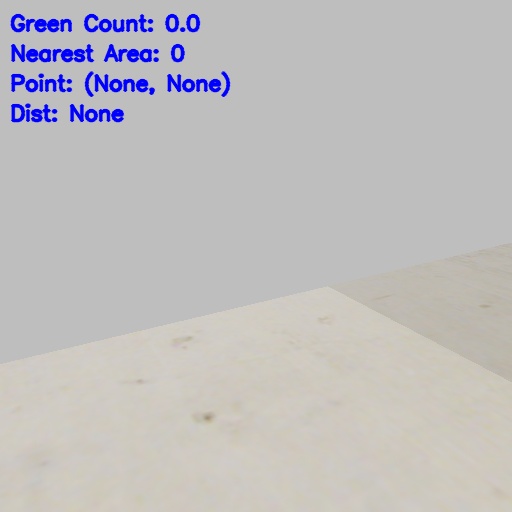 Green Count: 0.0
Nearest Area: 0
Point: (None, None)
Dist: None